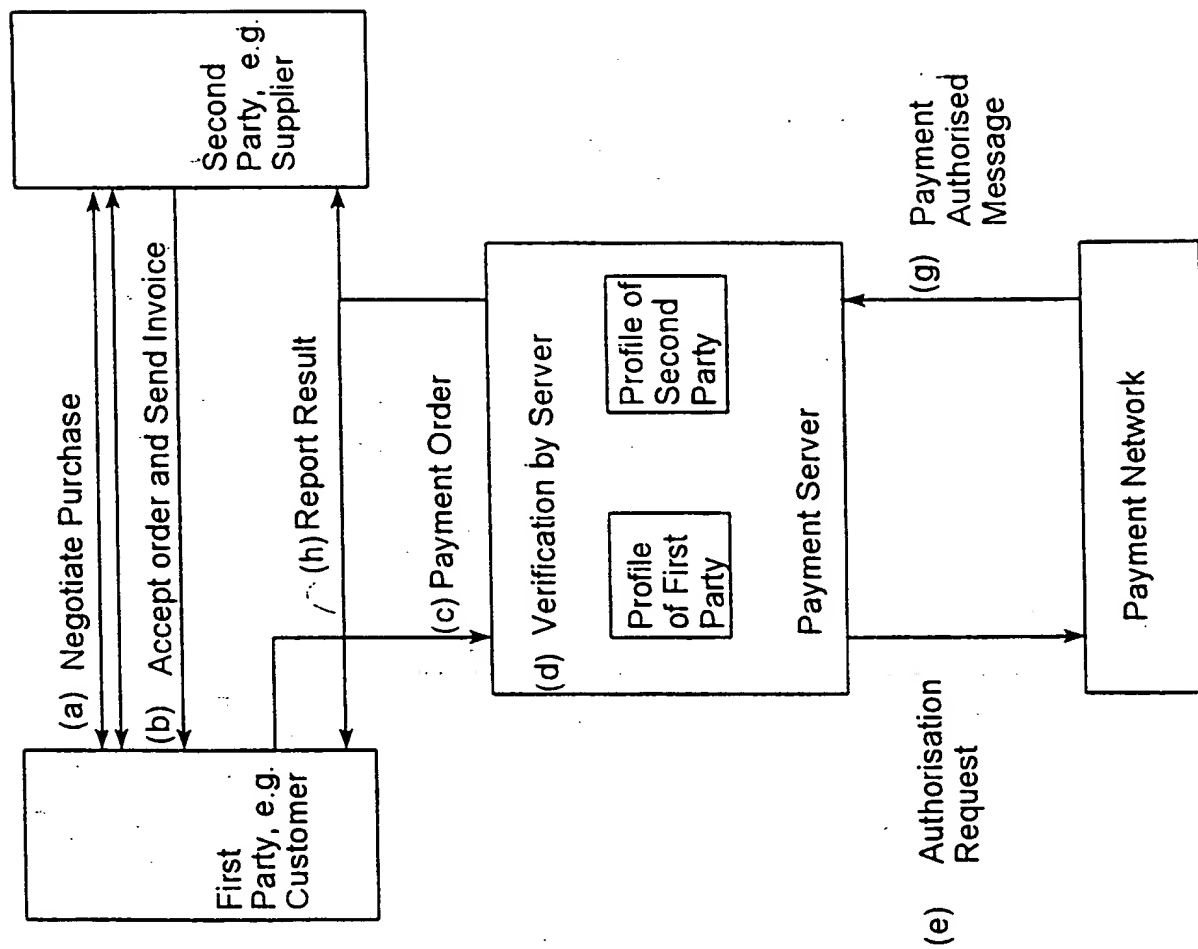 (a) Negotiate Purchase
(b) Accept order and Send Invoice
First
Party, e.g.
Customer
Second
Party, e.g.
Supplier
(h) Report Result
(c) Payment Order
(d) Verification by Server
Profile
of First
Party
Profile of
Second
Party
Payment Server
(e) Authorisation
Request
(g) Payment
Authorised
Message
Payment Network